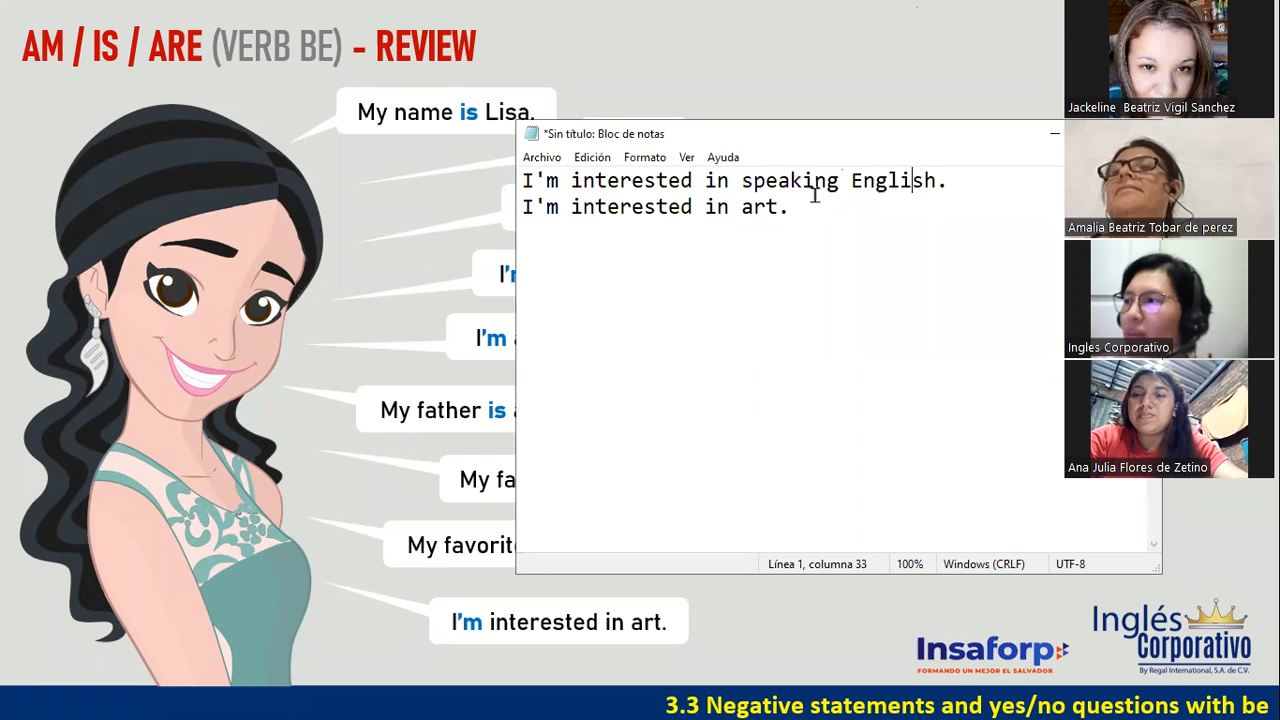 AM / IS / ARE (VERB BE) - REVIEW
My name is Lisa.
I'm
I'm a
My father is a
My fa
My favorite
I'm interested in art.
*Sin título: Bloc de notas
Archivo Edición Formato Ver Ayuda
I'm interested in speaking English.
I'm interested in art.
Línea 1, columna 33 100% Windows (CRLF) UTF-8
Jackeline Beatriz Vigil Sanchez
Amalia Beatriz Tobar de perez
Ingles Corporativo
Ana Julia Flores de Zetino
Insaforp
FORMANDO UN MEJOR EL SALVADOR
Inglés
Corporativo
By Regal International, S.A. de C.V.
3.3 Negative statements and yes/no questions with be